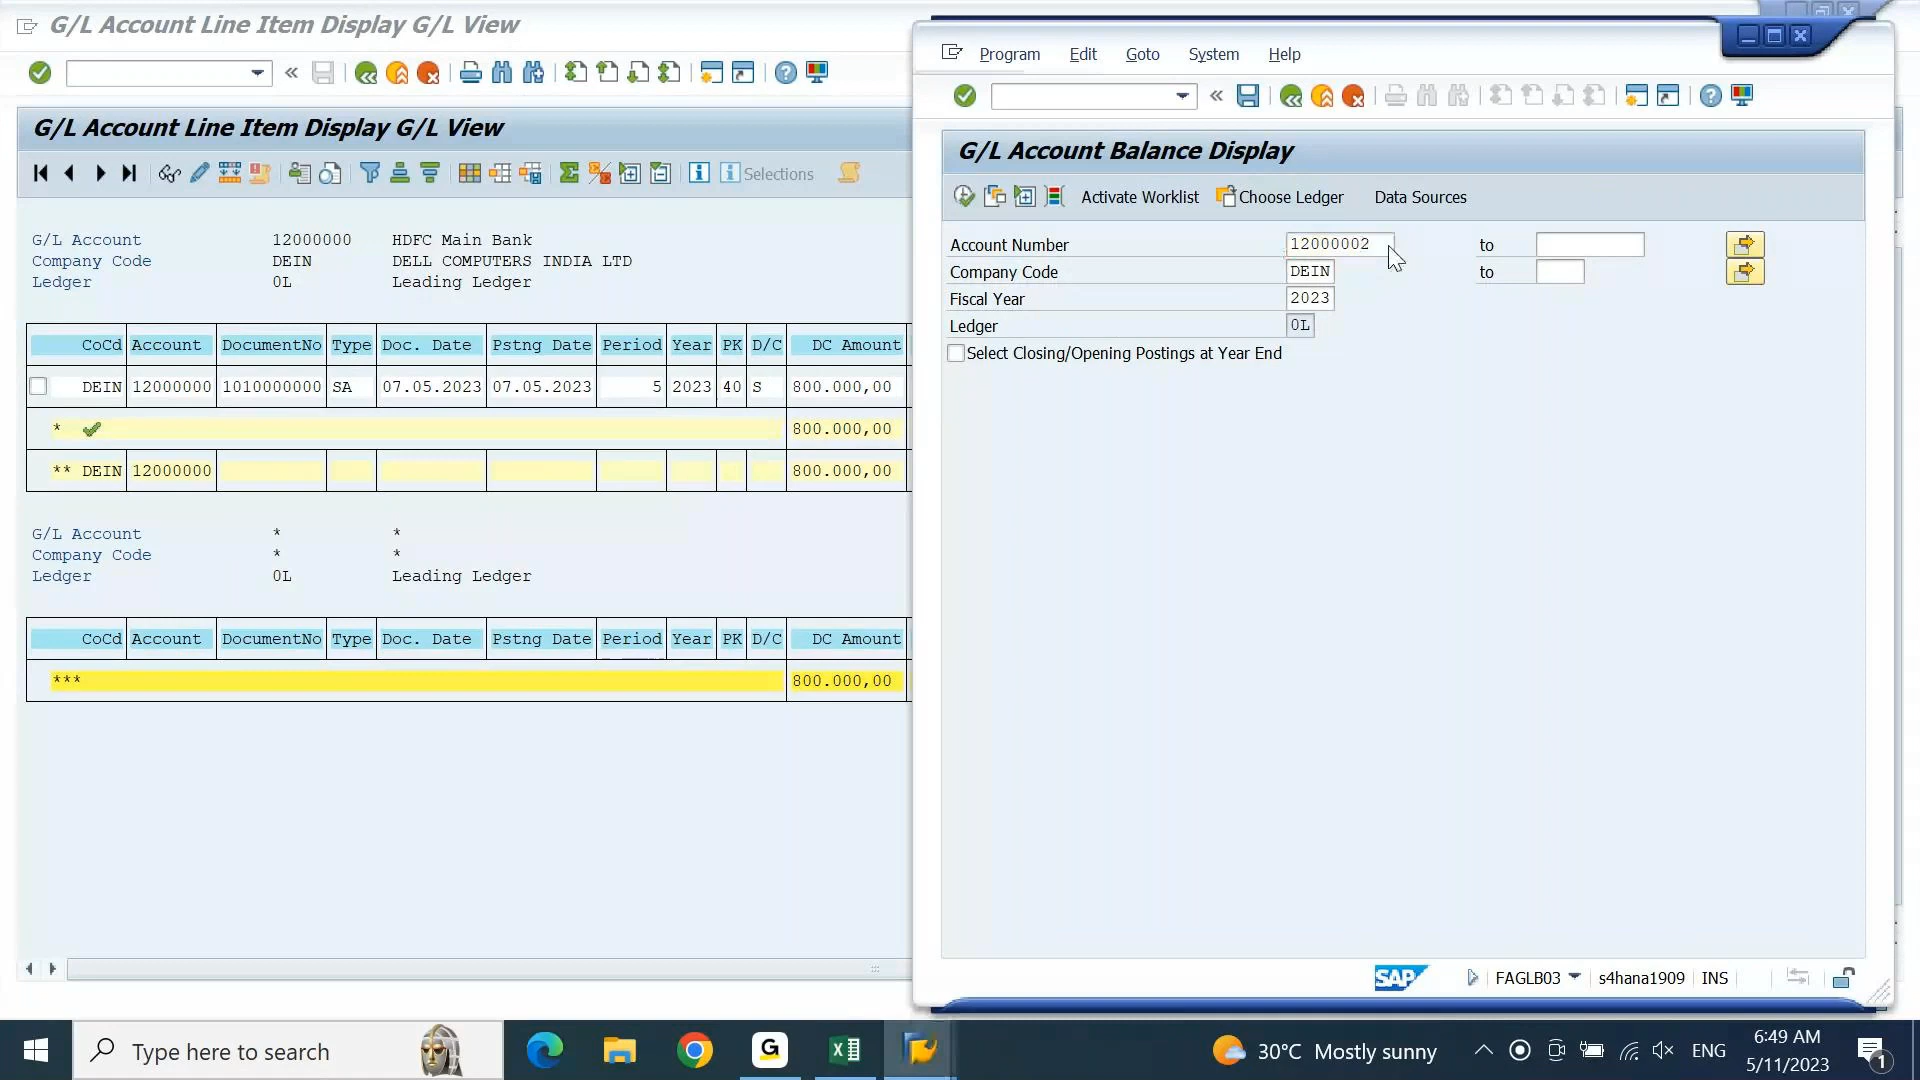 G/L Account Line Item Display G/L View
G/L Account Line Item Display G/L View
Selections
G/L Account 12000000 HDFC Main Bank
Company Code DEIN DELL COMPUTERS INDIA LTD
Ledger 0L Leading Ledger
CoCd Account DocumentNo Type Doc. Date Pstng Date Period Year PK D/C DC Amount
DEIN 12000000 1010000000 SA 07.05.2023 07.05.2023 5 2023 40 S 800.000,00
* 800.000,00
** DEIN 12000000 800.000,00
G/L Account * *
Company Code * *
Ledger 0L Leading Ledger
CoCd Account DocumentNo Type Doc. Date Pstng Date Period Year PK D/C DC Amount
*** 800.000,00
Program Edit Goto System Help
G/L Account Balance Display
Activate Worklist Choose Ledger Data Sources
Account Number 12000002 to
Company Code DEIN to
Fiscal Year 2023
Ledger 0L
Select Closing/Opening Postings at Year End
SAP FAGLB03 s4hana1909 INS
Type here to search
G
30°C Mostly sunny
ENG
6:49 AM
5/11/2023
1